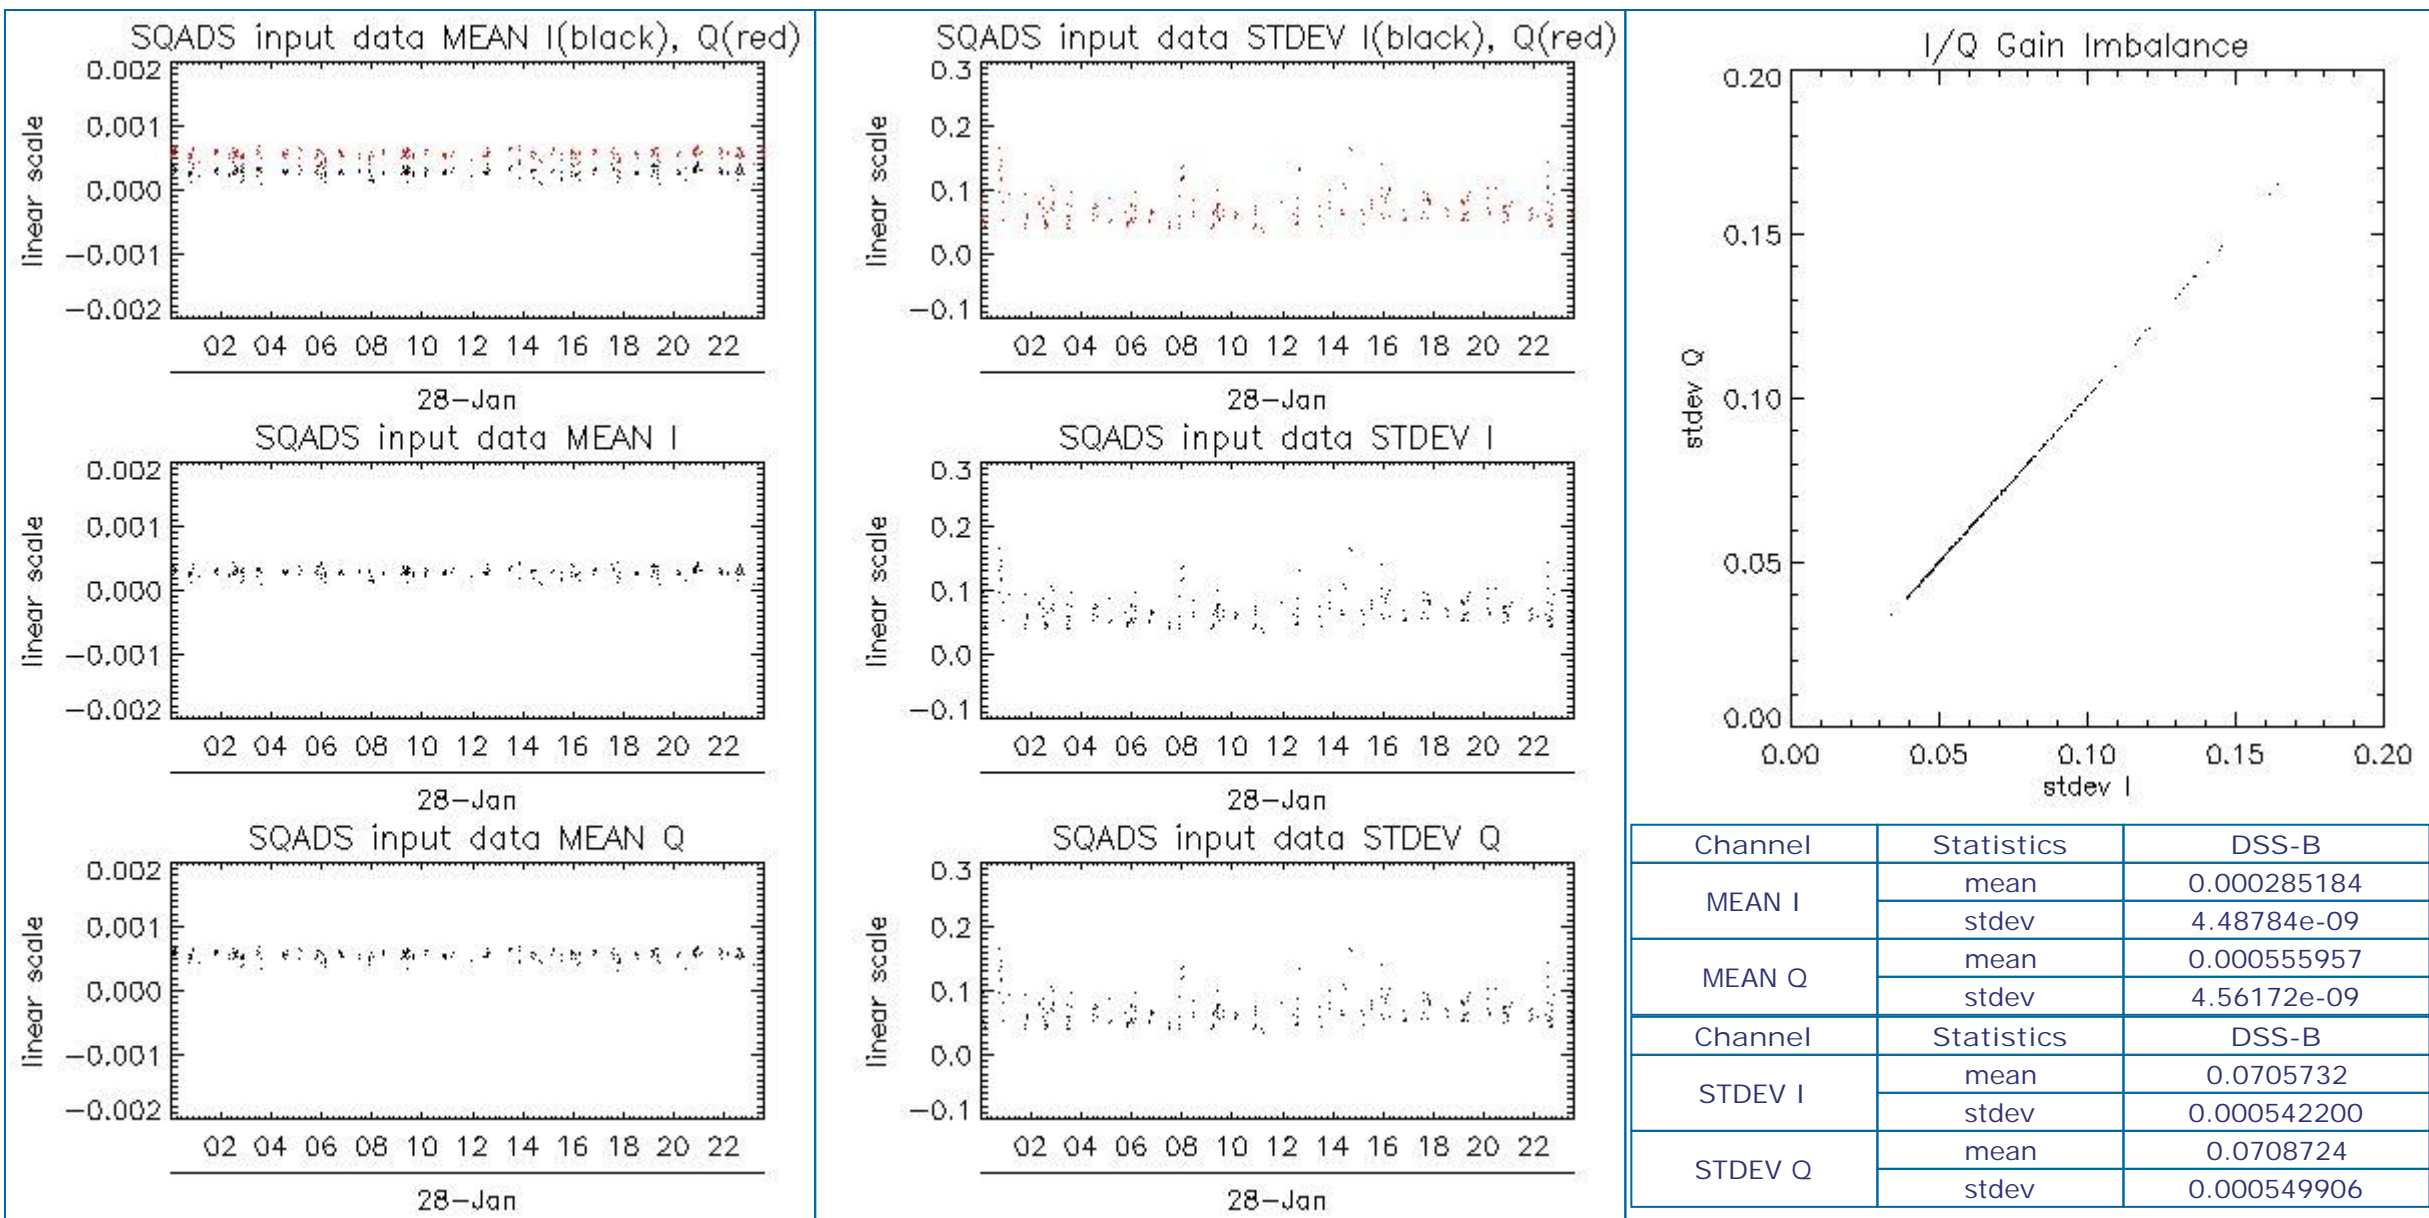 SQADS input data MEAN I(black), Q(red)
0.002
0.001
0.000
-0.001
-0.002
linear scale
02 04 06 08 10 12 14 16 18 20 22
28-Jan
SQADS input data MEAN I
0.002
0.001
0.000
-0.001
-0.002
linear scale
02 04 06 08 10 12 14 16 18 20 22
28-Jan
SQADS input data MEAN Q
0.002
0.001
0.000
-0.001
-0.002
linear scale
02 04 06 08 10 12 14 16 18 20 22
28-Jan
SQADS input data STDEV I(black), Q(red)
0.3
0.2
0.1
0.0
-0.1
linear scale
02 04 06 08 10 12 14 16 18 20 22
28-Jan
SQADS input data STDEV I
0.3
0.2
0.1
0.0
-0.1
linear scale
02 04 06 08 10 12 14 16 18 20 22
28-Jan
SQADS input data STDEV Q
0.3
0.2
0.1
0.0
-0.1
linear scale
02 04 06 08 10 12 14 16 18 20 22
28-Jan
I/Q Gain Imbalance
0.20
0.15
0.10
0.05
0.00
stdev Q
0.00 0.05 0.10 0.15 0.20
stdev I
Channel Statistics DSS-B
MEAN I mean 0.000285184
stdev 4.48784e-09
MEAN Q mean 0.000555957
stdev 4.56172e-09
Channel Statistics DSS-B
STDEV I mean 0.0705732
stdev 0.000542200
STDEV Q mean 0.0708724
stdev 0.000549906